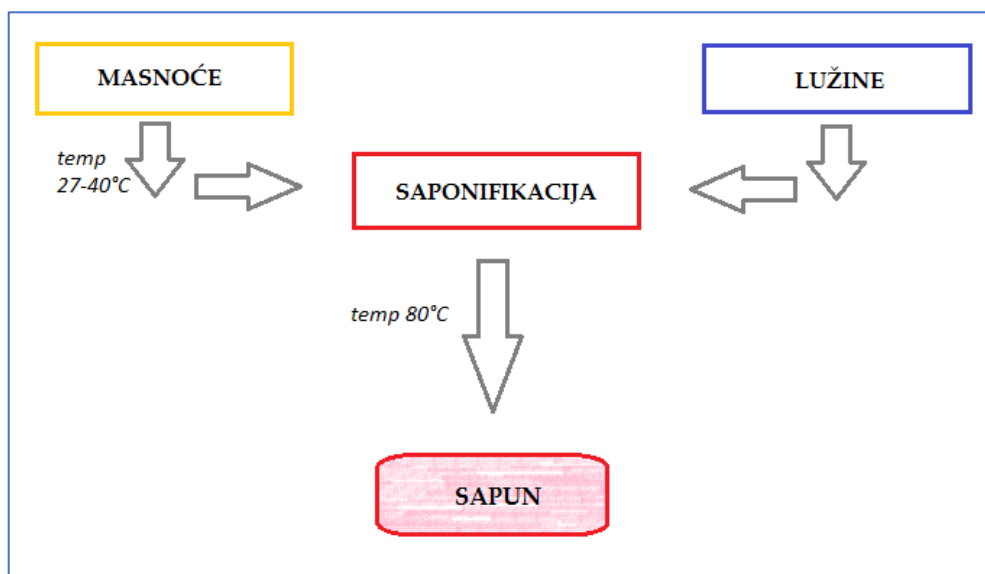 MASNOĆE
LUŽINE
temp
27-40°C
SAPONIFIKACIJA
temp 80°C
SAPUN